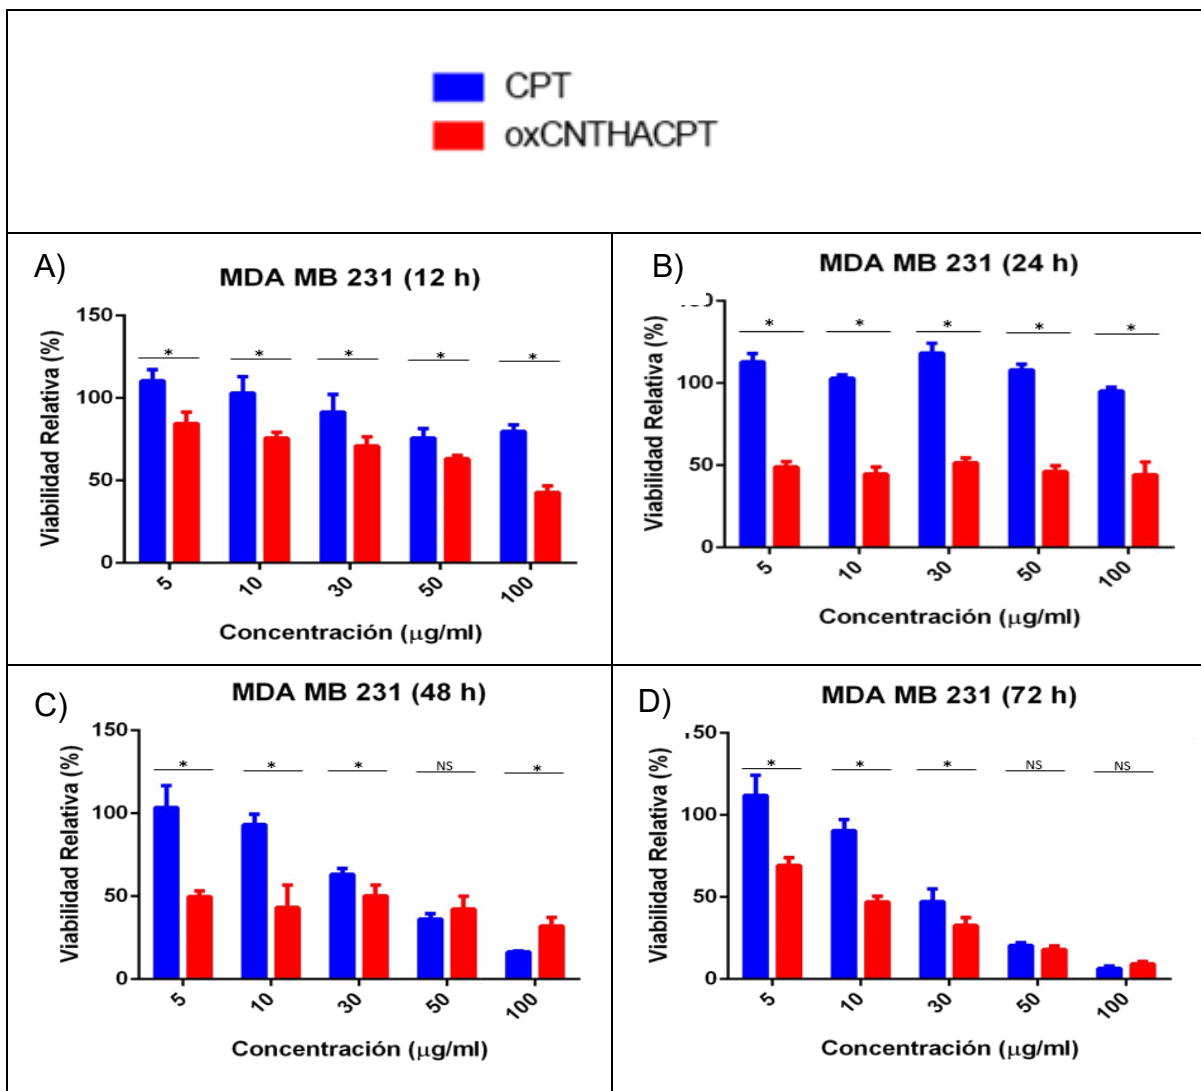 CPT
oxCNTHACPT
A)
MDA MB 231 (12 h)
Viabilidad Relativa (%)
150
100
50
0
* * * * *
5 10 30 50 100
Concentración (μg/ml)
B)
MDA MB 231 (24 h)
Viabilidad Relativa (%)
100
50
0
* * * * *
5 10 30 50 100
Concentración (μg/ml)
C)
MDA MB 231 (48 h)
Viabilidad Relativa (%)
150
100
50
0
* * * NS *
5 10 30 50 100
Concentración (μg/ml)
D)
MDA MB 231 (72 h)
Viabilidad Relativa (%)
150
100
50
0
* * * NS NS
5 10 30 50 100
Concentración (μg/ml)